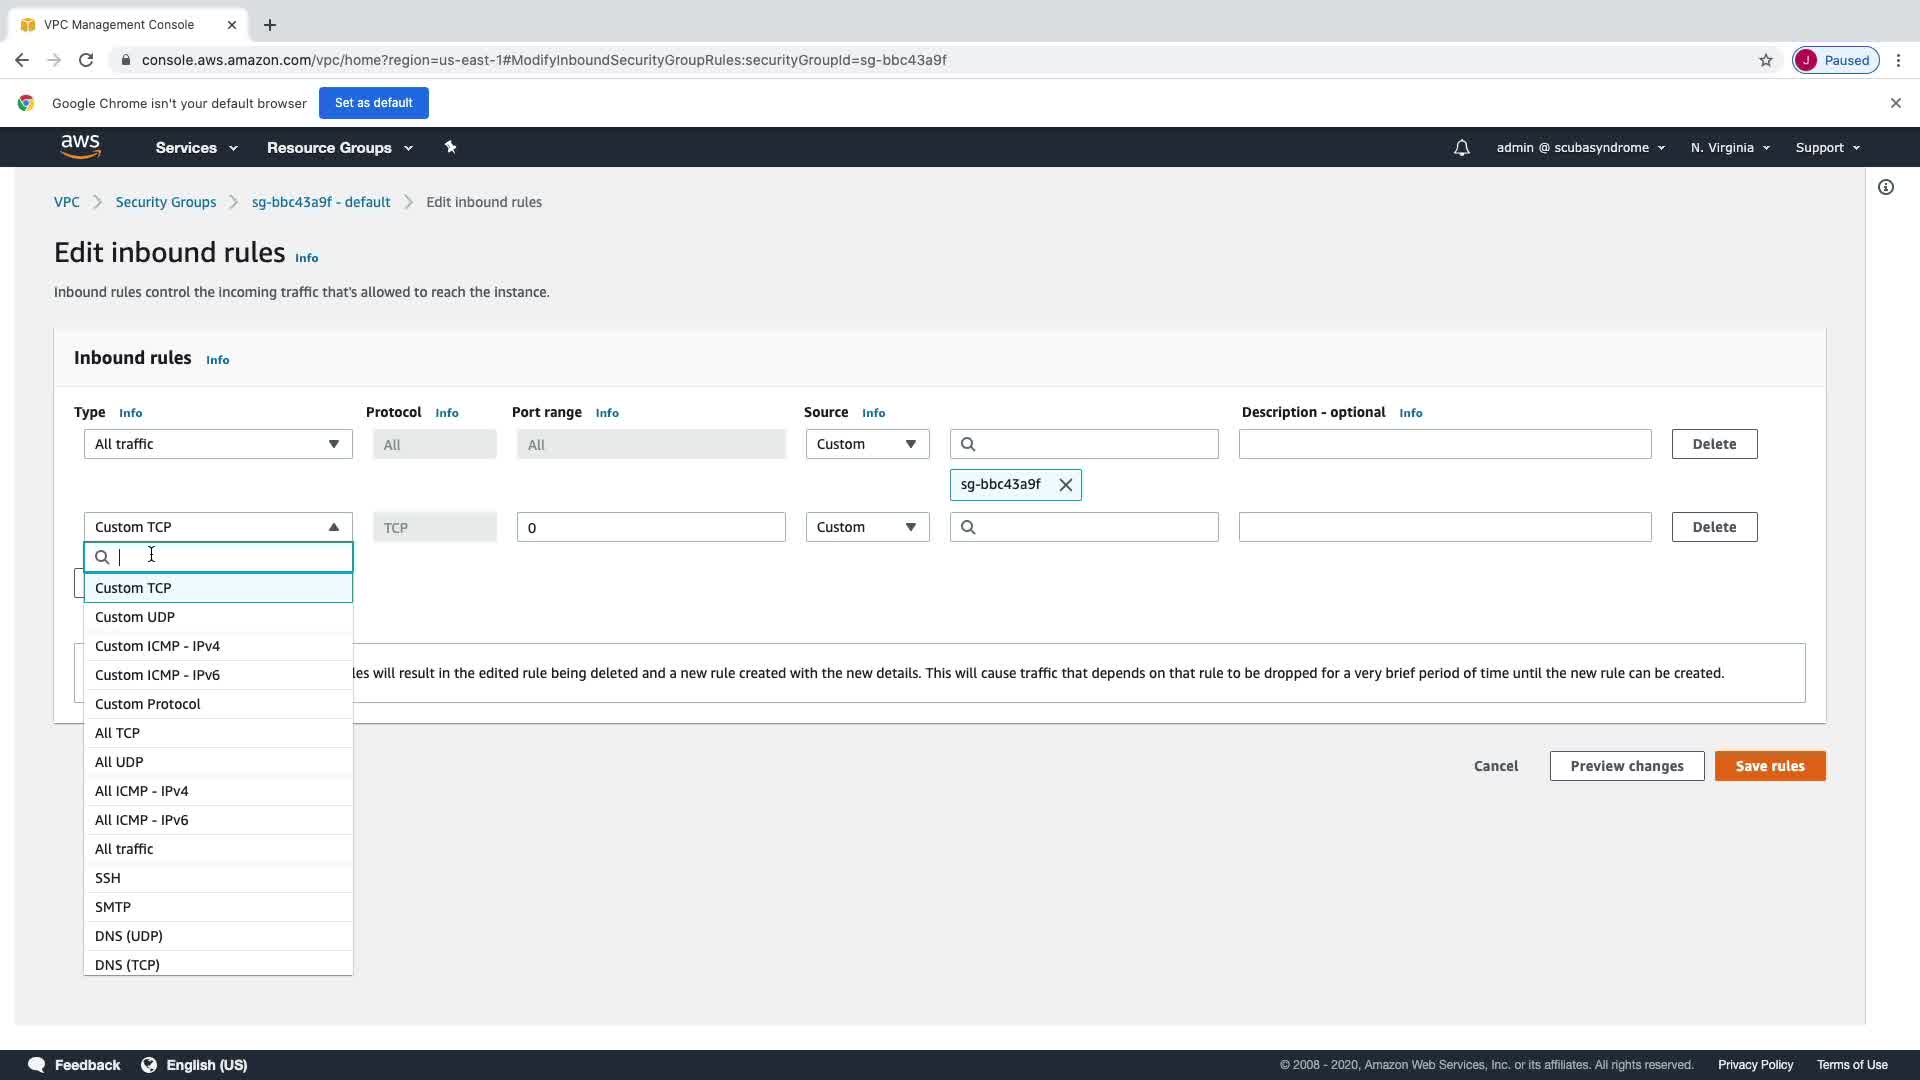 VPC Management Console
console.aws.amazon.com/vpc/home?region=us-east-1#ModifyInboundSecurityGroupRules:securityGroupId=sg-bbc43a9f
J Paused
Google Chrome isn't your default browser Set as default
aws Services Resource Groups admin @ scubasyndrome N. Virginia Support
VPC Security Groups sg-bbc43a9f - default Edit inbound rules
Edit inbound rules Info
Inbound rules control the incoming traffic that's allowed to reach the instance.
Inbound rules Info
Type Info Protocol Info Port range Info Source Info Description - optional Info
All traffic All All Custom Delete
sg-bbc43a9f
Custom TCP TCP 0 Custom Delete
Custom TCP
Custom UDP
Custom ICMP - IPv4
les will result in the edited rule being deleted and a new rule created with the new details. This will cause traffic that depends on that rule to be dropped for a very brief period of time until the new rule can be created.
Custom ICMP - IPv6
Custom Protocol
All TCP
All UDP
Cancel Preview changes Save rules
All ICMP - IPv4
All ICMP - IPv6
All traffic
SSH
SMTP
DNS (UDP)
DNS (TCP)
Feedback English (US) © 2008 - 2020, Amazon Web Services, Inc. or its affiliates. All rights reserved. Privacy Policy Terms of Use